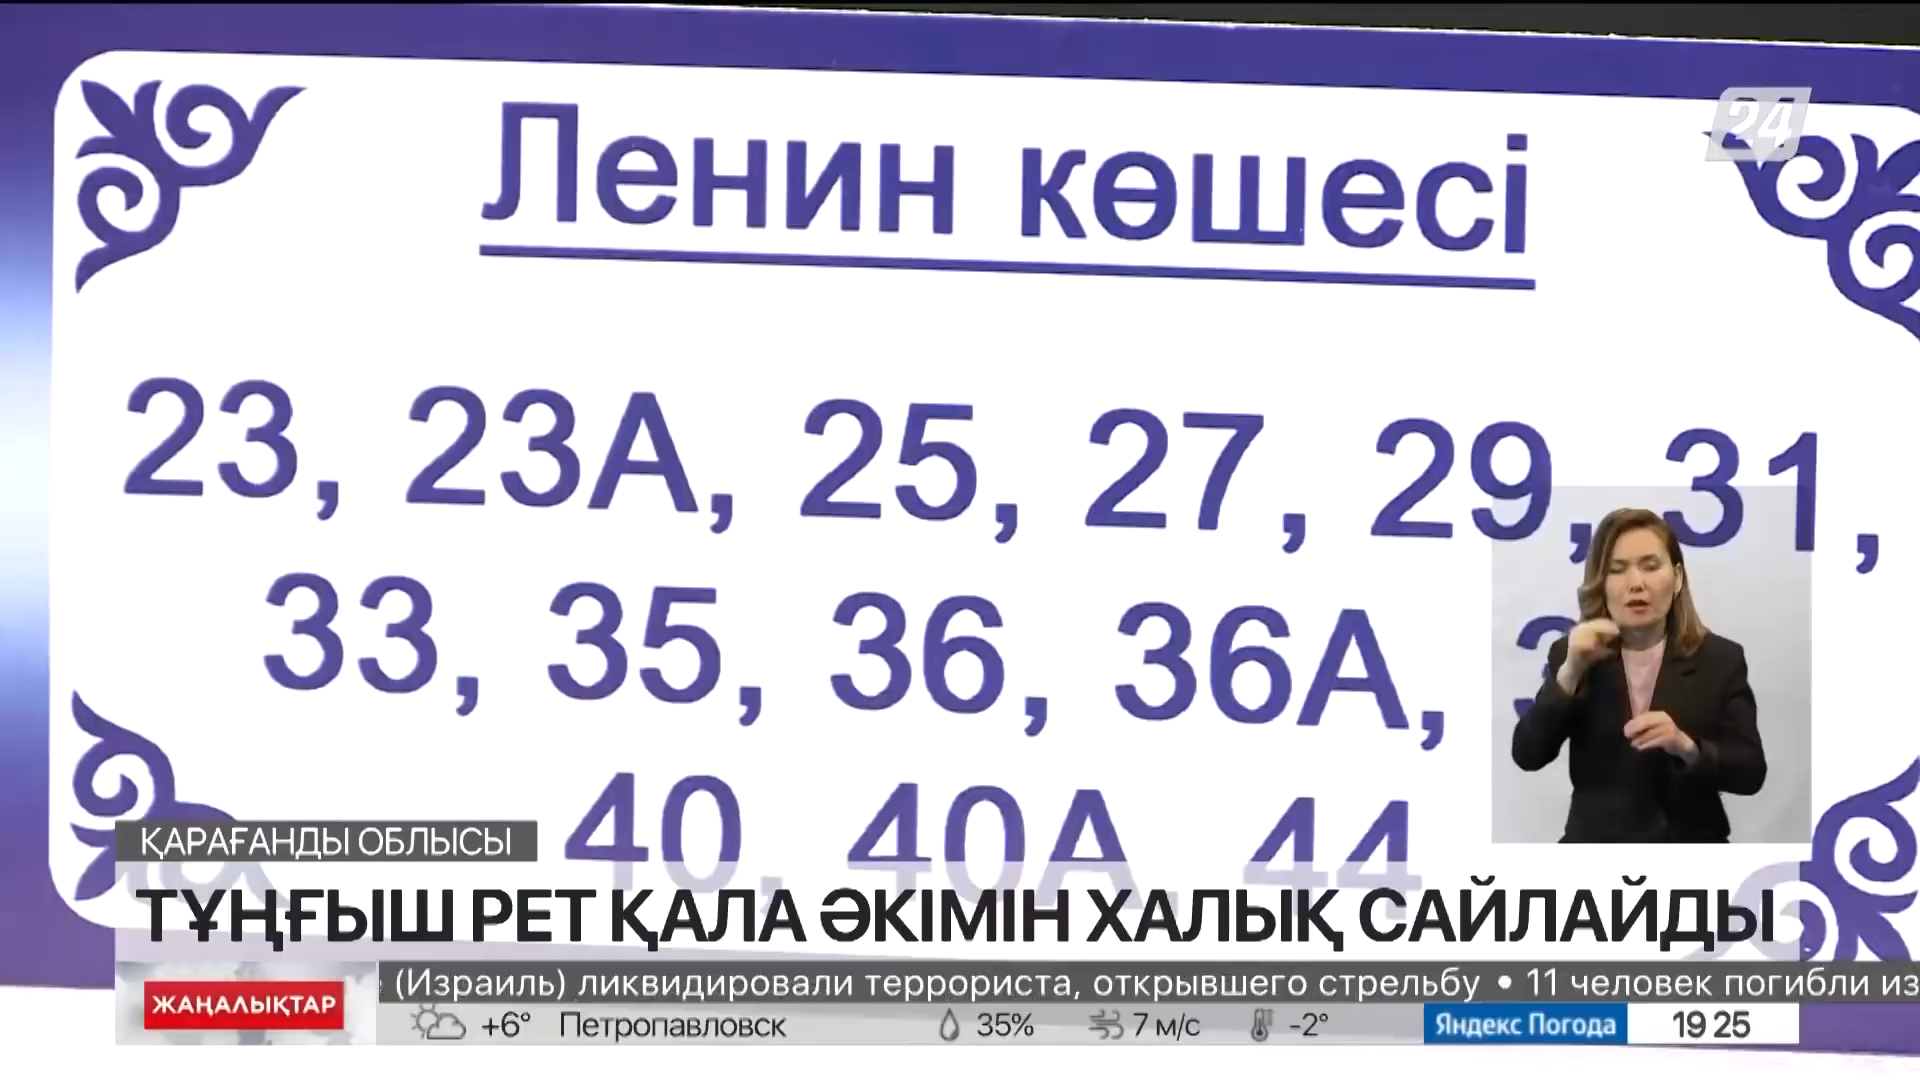 24
Ленин көшесі
23, 23А, 25, 27, 29, 31,
33, 35, 36, 36А,
40, 40А, 44
ҚАРАҒАНДЫ ОБЛЫСЫ
ТҰҢҒЫШ РЕТ ҚАЛА ӘКІМІН ХАЛЫҚ САЙЛАЙДЫ
ЖАҢАЛЫҚТАР
(Израиль) ликвидировали террориста, открывшего стрельбу • 11 человек погибли из
+6° Петропавловск 35% 7 м/с -2° Яндекс Погода 19 25